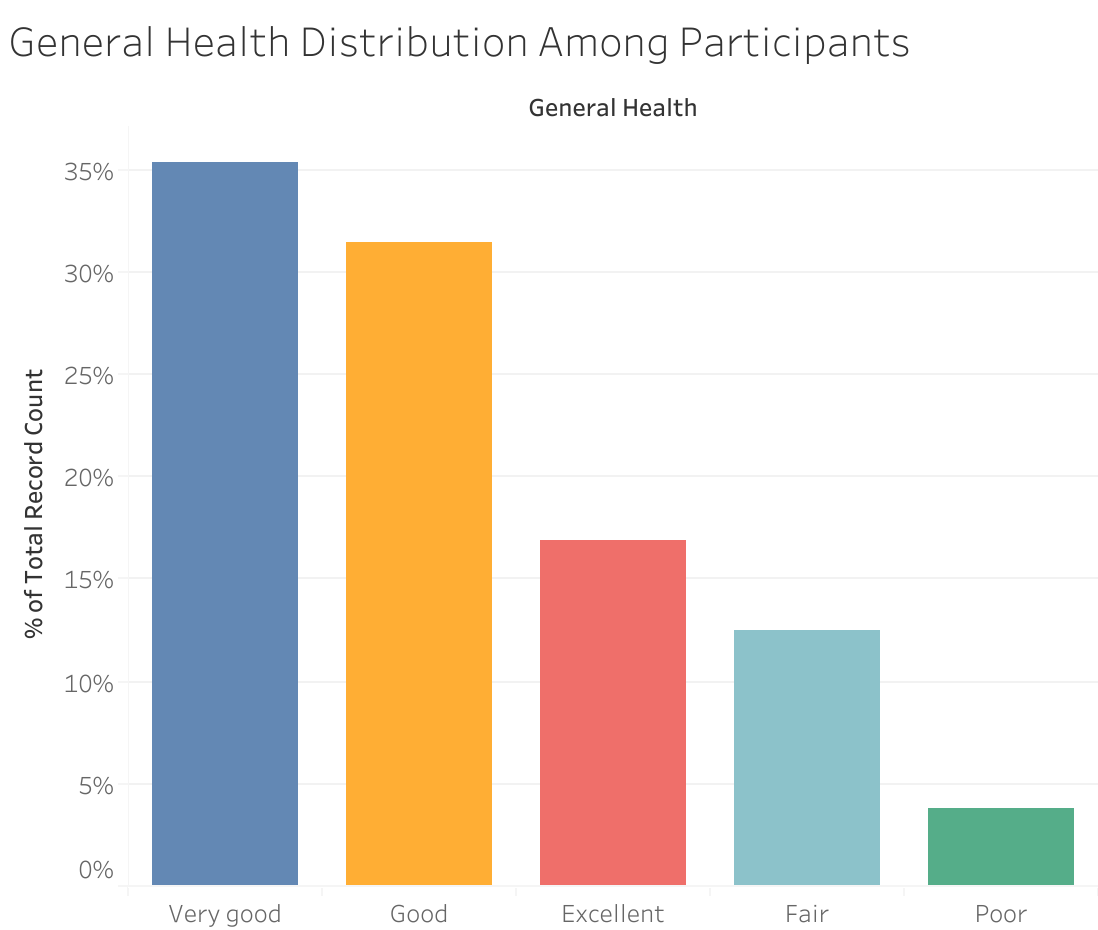 General Health Distribution Among Participants
General Health
% of Total Record Count
35%
30%
25%
20%
15%
10%
5%
0%
Very good
Good
Excellent
Fair
Poor